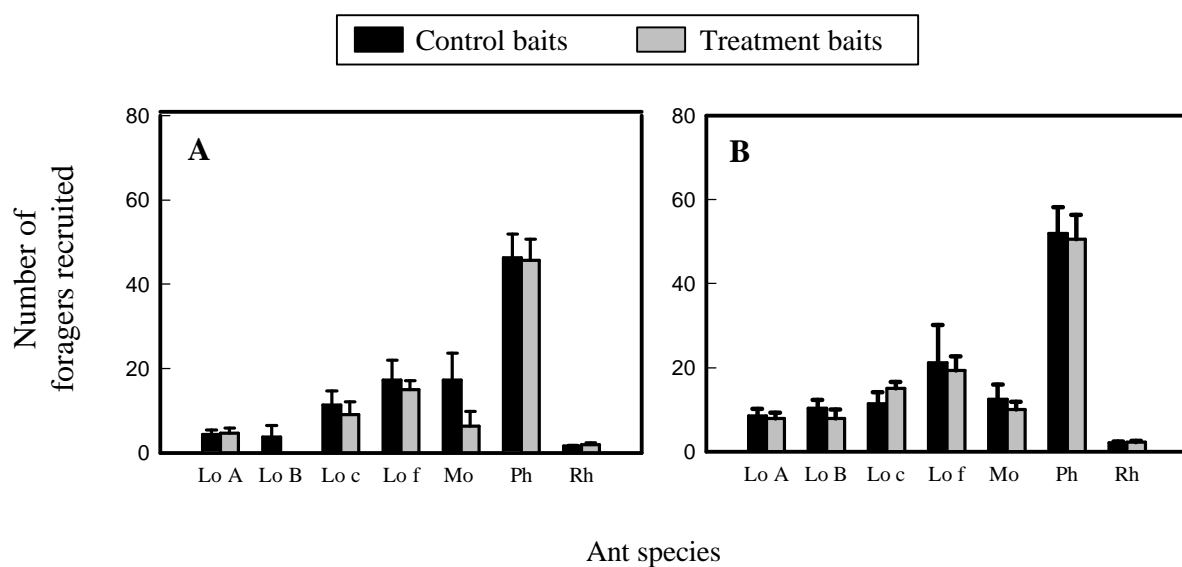 Control baits
Treatment baits
Number of
foragers recruited
80
60
40
20
0
A
Lo A
Lo B
Lo c
Lo f
Mo
Ph
Rh
80
60
40
20
0
B
Lo A
Lo B
Lo c
Lo f
Mo
Ph
Rh
Ant species